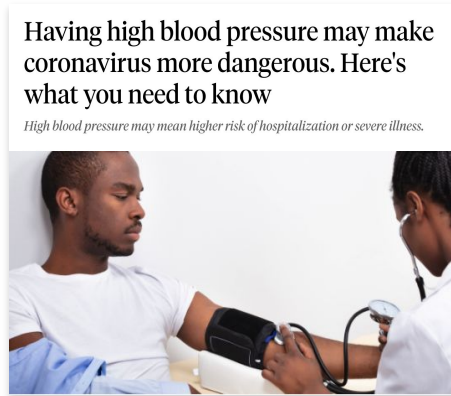 Having high blood pressure may make
coronavirus more dangerous. Here's
what you need to know
High blood pressure may mean higher risk of hospitalization or severe illness.